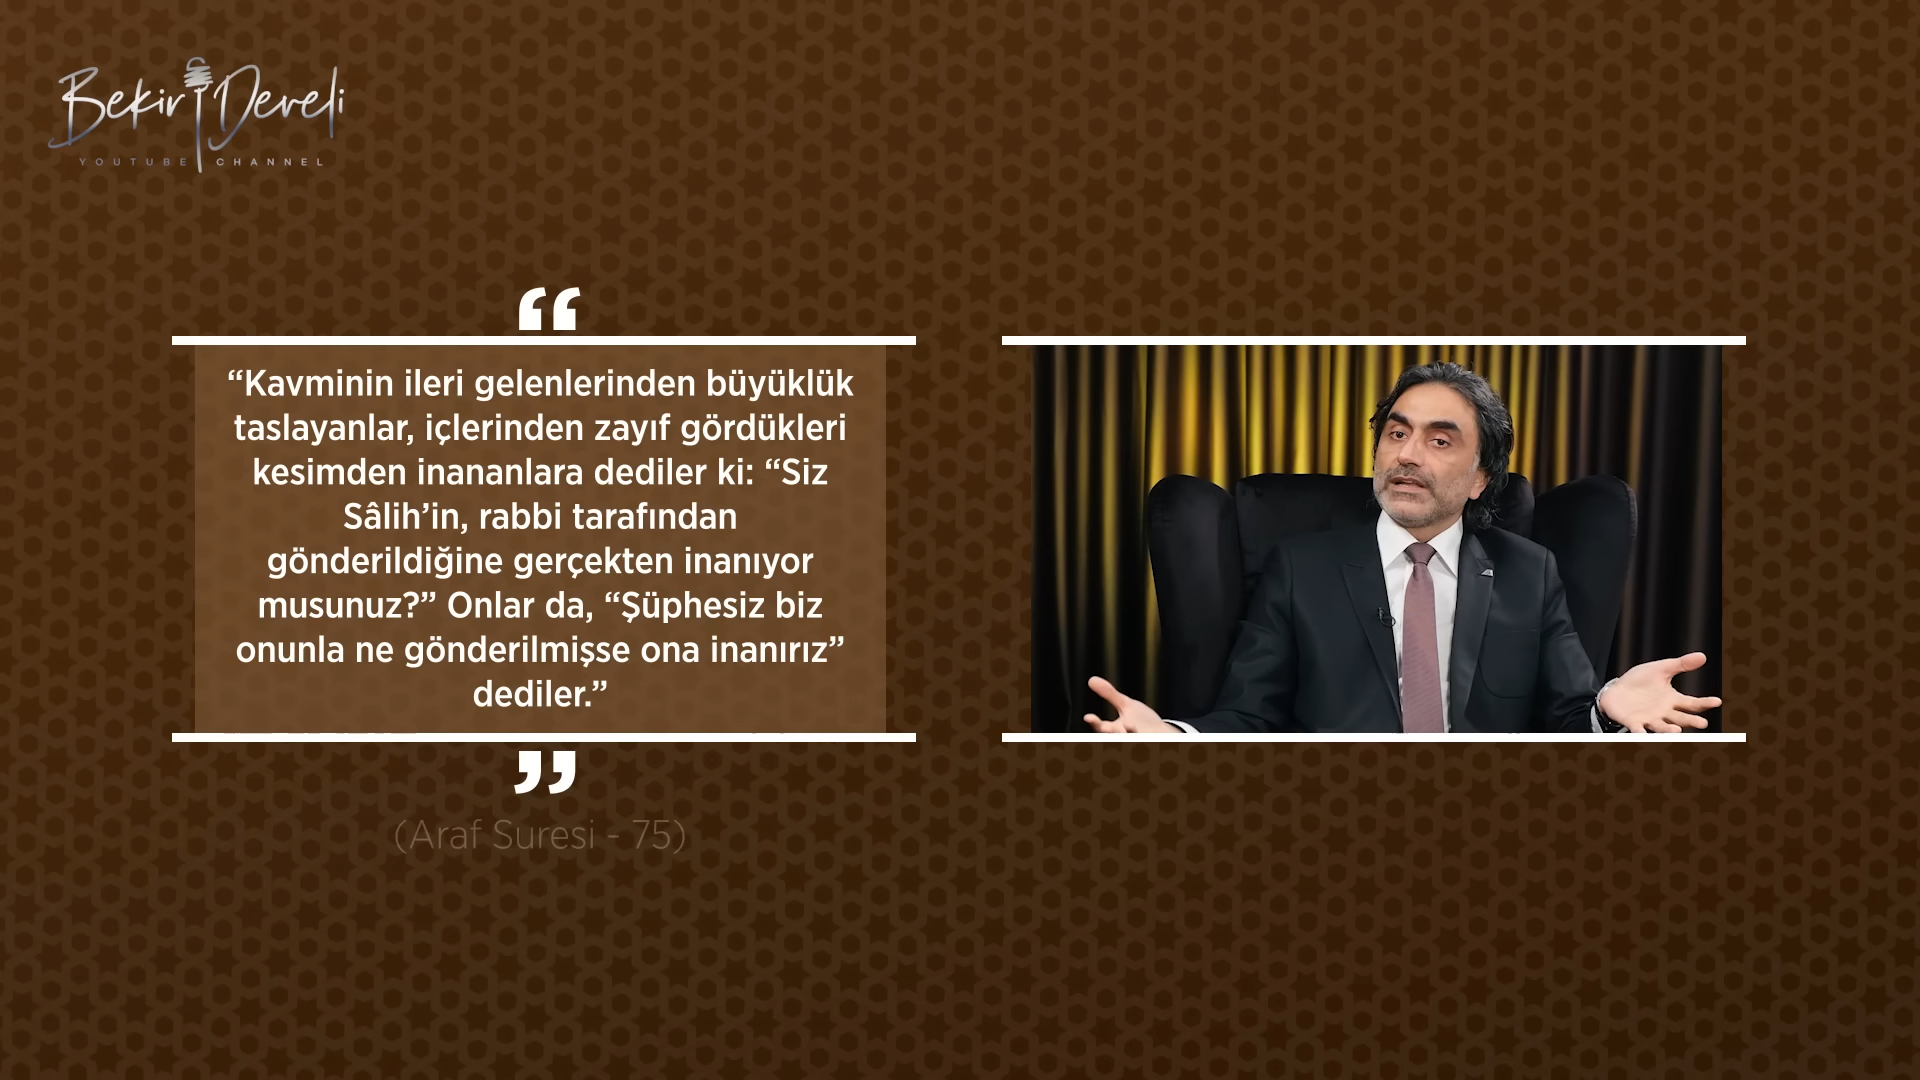 Bekir Develi
YOUTUBE CHANNEL
“Kavminin ileri gelenlerinden büyüklük
taslayanlar, içlerinden zayıf gördükleri
kesimden inananlara dediler ki: “Siz
Sâlih’in, rabbi tarafından
gönderildiğine gerçekten inanıyor
musunuz?” Onlar da, “Şüphesiz biz
onunla ne gönderilmişse ona inanırız”
dediler.”
(Araf Suresi - 75)